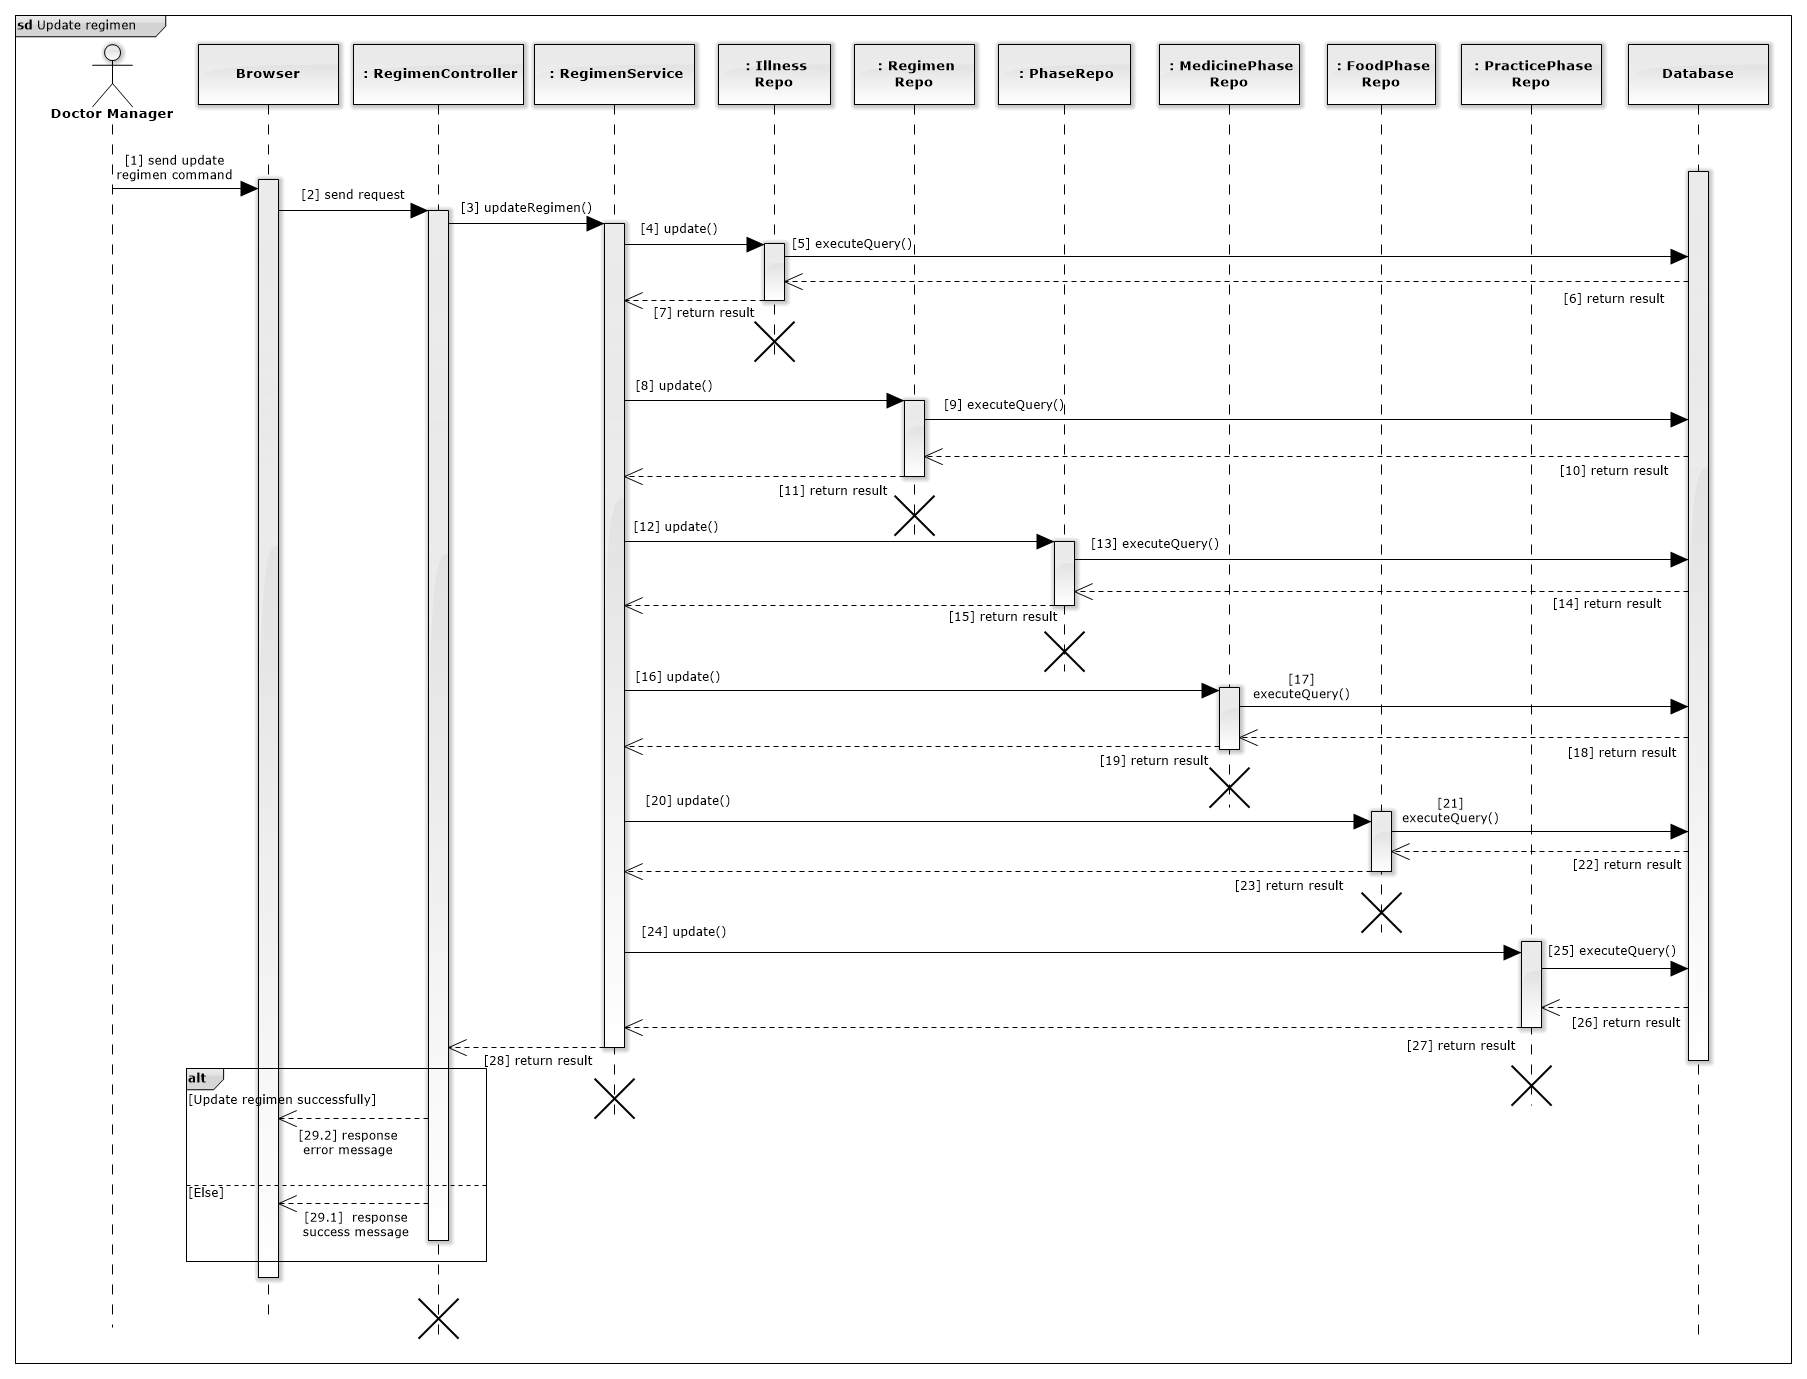 sd Update regimen
Doctor Manager
Browser
: RegimenController
: RegimenService
: Illness
Repo
: Regimen
Repo
: PhaseRepo
: MedicinePhase
Repo
: FoodPhase
Repo
: PracticePhase
Repo
Database
[1] send update
regimen command
[2] send request
[3] updateRegimen()
[4] update()
[5] executeQuery()
[6] return result
[7] return result
[8] update()
[9] executeQuery()
[10] return result
[11] return result
[12] update()
[13] executeQuery()
[14] return result
[15] return result
[16] update()
[17]
executeQuery()
[18] return result
[19] return result
[20] update()
[21]
executeQuery()
[22] return result
[23] return result
[24] update()
[25] executeQuery()
[26] return result
[27] return result
[28] return result
alt
[Update regimen successfully]
[29.2] response
error message
[Else]
[29.1]  response
success message